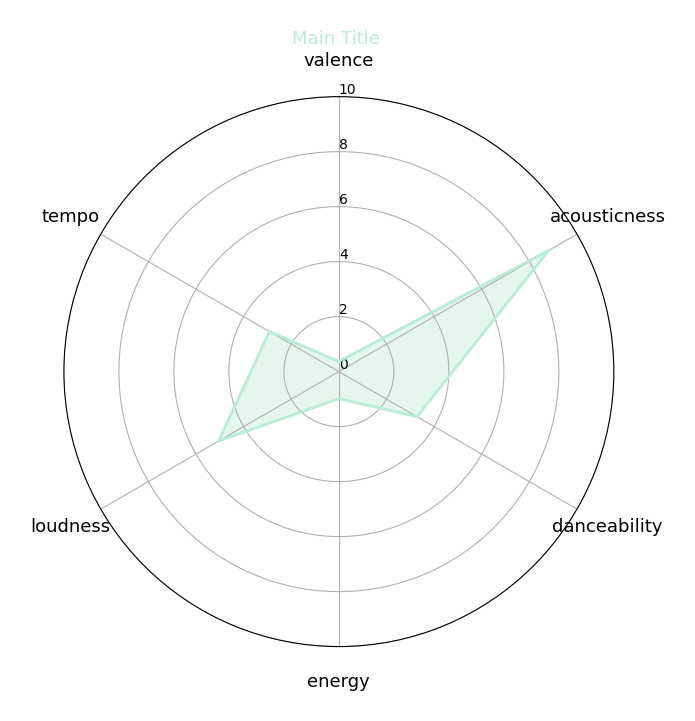 Main Title
valence
10
8
tempo
6
acousticness
4
2
0
loudness
danceability
energy